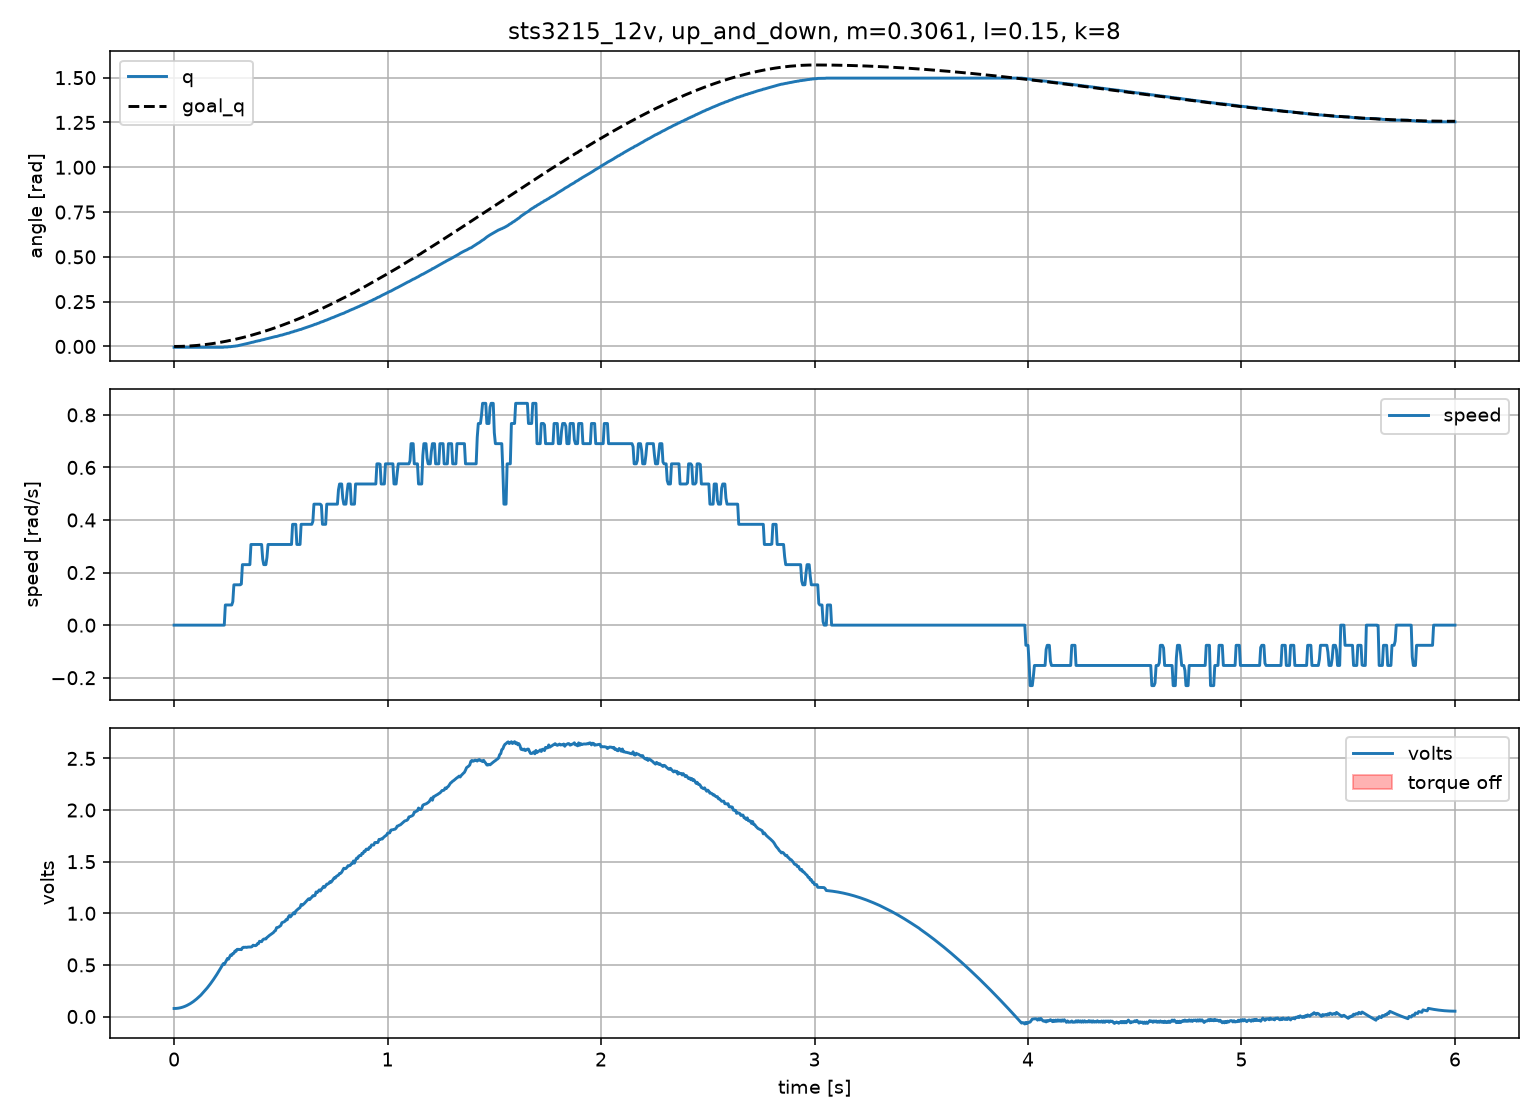 sts3215_12v, up_and_down, m=0.3061, l=0.15, k=8
1.50
1.25
1.00
0.75
0.50
0.25
0.00
angle [rad]
q
goal_q
0.8
0.6
0.4
0.2
0.0
−0.2
speed [rad/s]
speed
2.5
2.0
1.5
1.0
0.5
0.0
volts
volts
torque off
0 1 2 3 4 5 6
time [s]